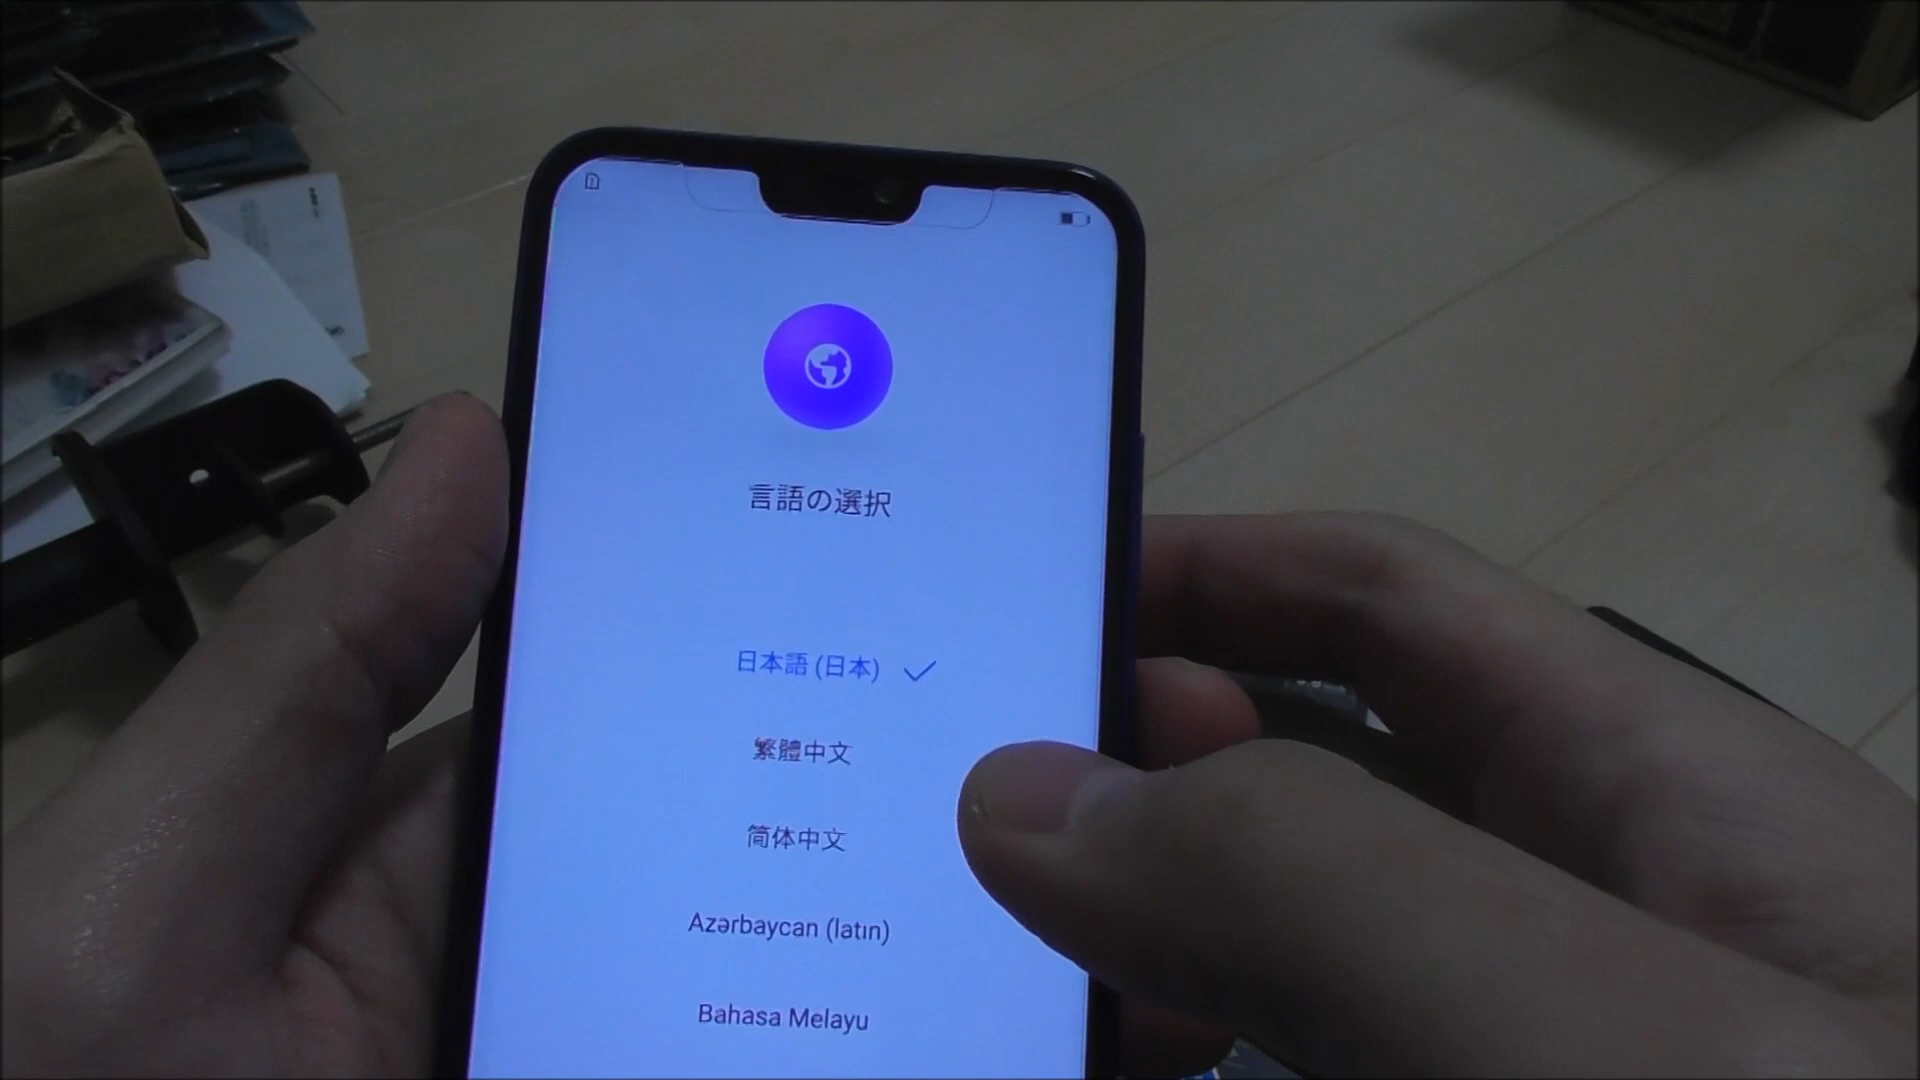 言語の選択
日本語 (日本)
繁體中文
简体中文
Azərbaycan (latın)
Bahasa Melayu